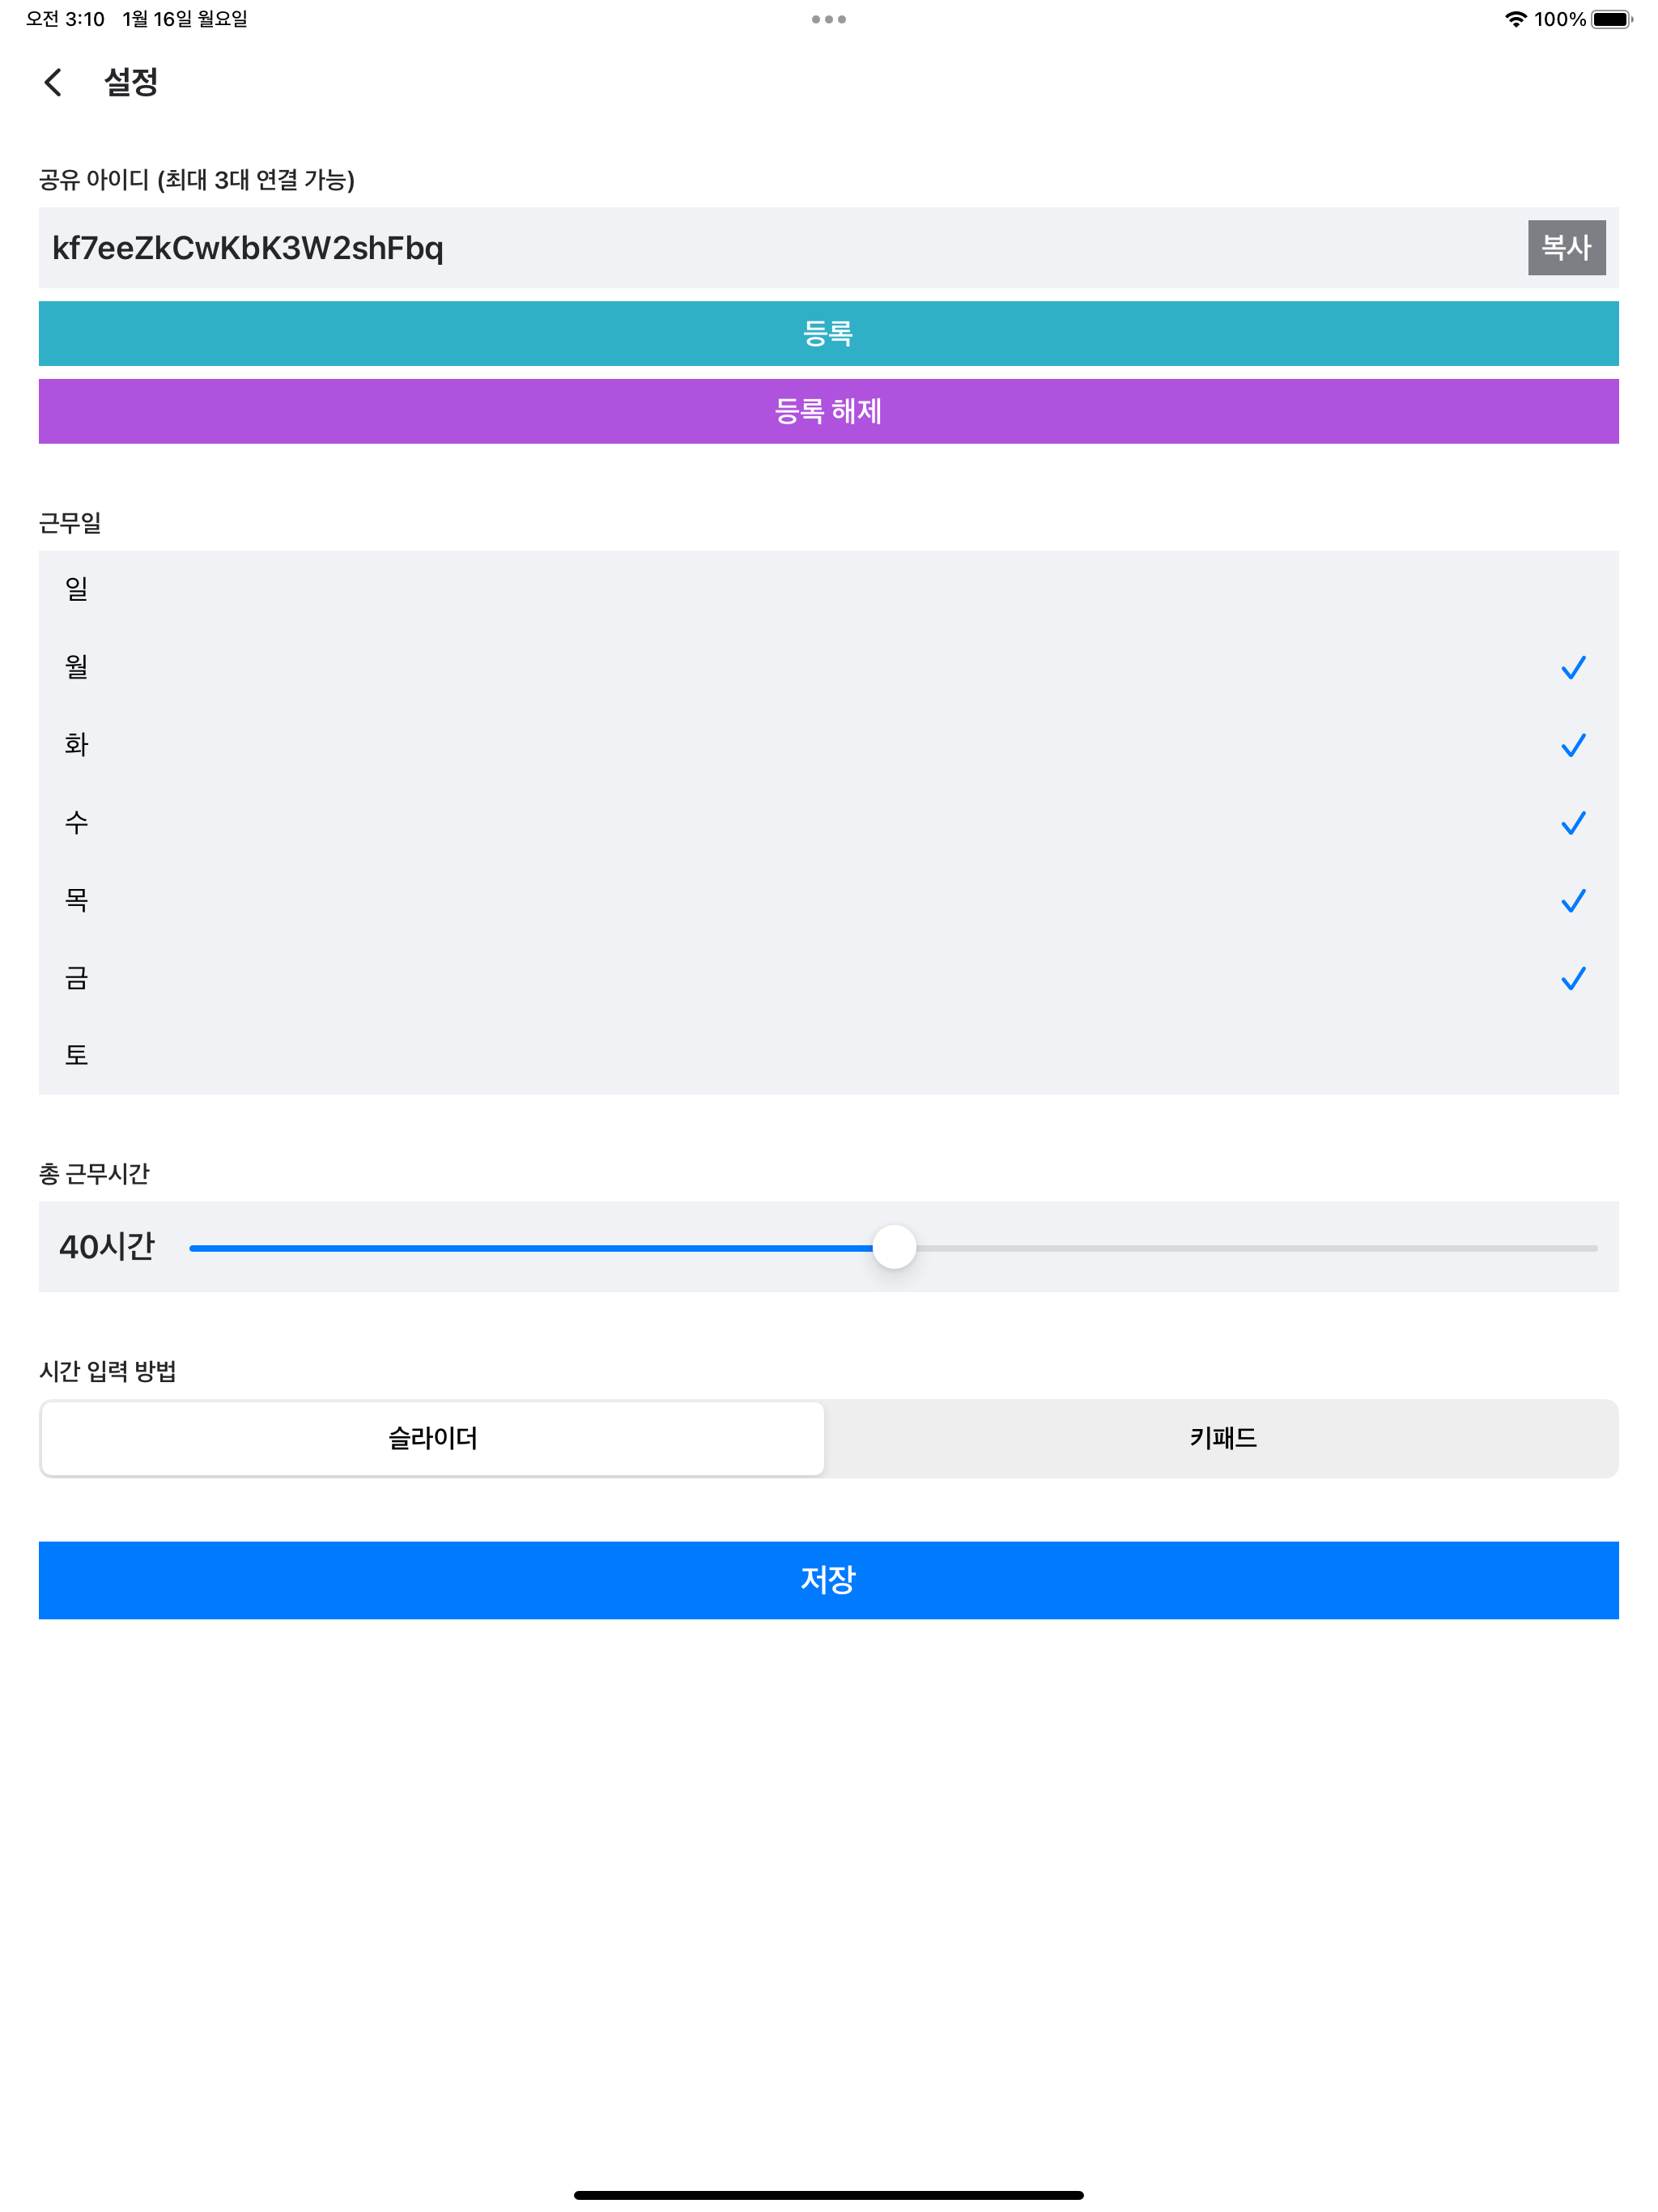 오전 3:10 1월 16일 월요일
100%
설정
공유 아이디 (최대 3대 연결 가능)
kf7eeZkCwKbK3W2shFbq
복사
등록
등록 해제
근무일
일
월
화
수
목
금
토
총 근무시간
40시간
시간 입력 방법
슬라이더
키패드
저장